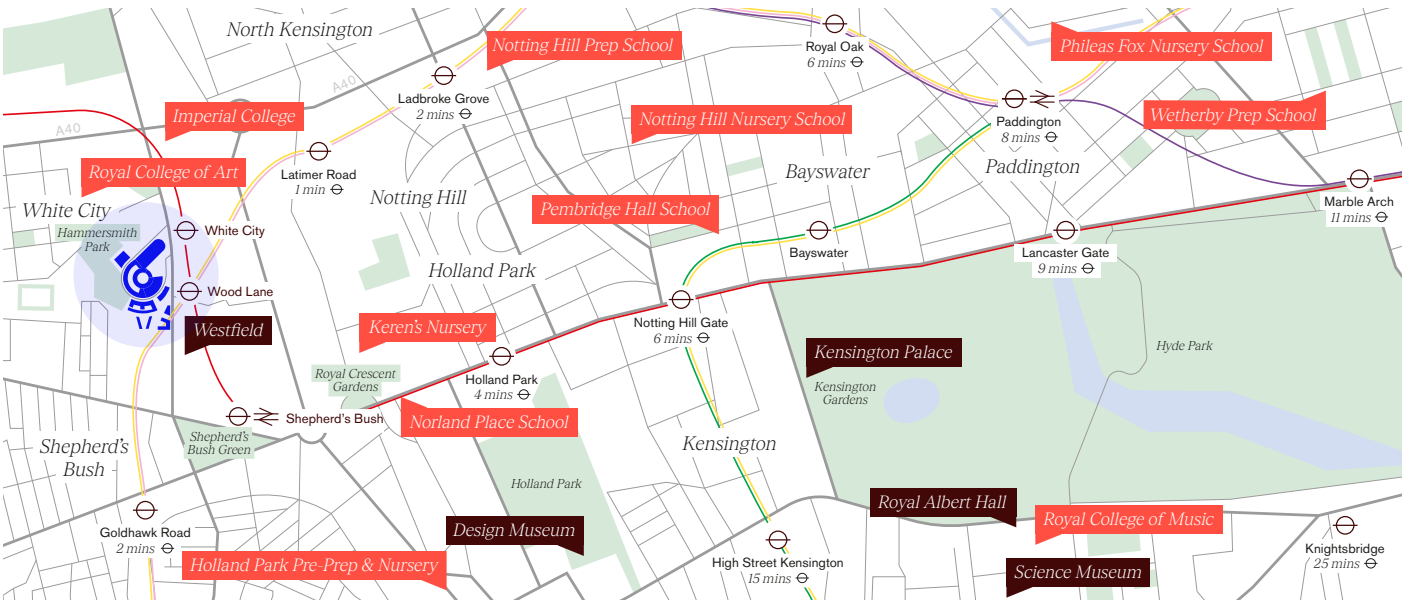 North Kensington
Notting Hill Prep School
Royal Oak
6 mins
Phileas Fox Nursery School
A40
Ladbroke Grove
2 mins
Imperial College
Notting Hill Nursery School
Paddington
8 mins
Wetherby Prep School
A40
Latimer Road
1 min
Royal College of Art
Notting Hill
Bayswater
Paddington
Marble Arch
11 mins
White City
Hammersmith
Park
White City
Pembridge Hall School
Bayswater
Lancaster Gate
9 mins
Holland Park
Wood Lane
Westfield
Keren's Nursery
Notting Hill Gate
6 mins
Kensington Palace
Hyde Park
Royal Crescent
Gardens
Holland Park
4 mins
Kensington
Gardens
Shepherd's Bush
Norland Place School
Shepherd's
Bush Green
Shepherd's
Bush
Kensington
Holland Park
Royal Albert Hall
Royal College of Music
Goldhawk Road
2 mins
Design Museum
Holland Park Pre-Prep & Nursery
High Street Kensington
15 mins
Science Museum
Knightsbridge
25 mins